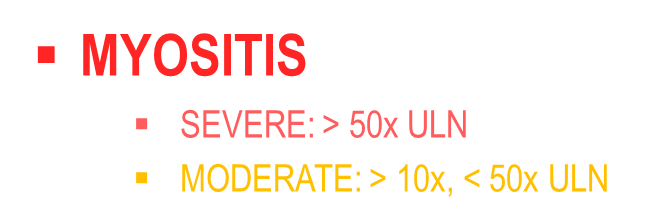 ▪ MYOSITIS
▪ SEVERE: > 50x ULN
▪ MODERATE: > 10x, < 50x ULN